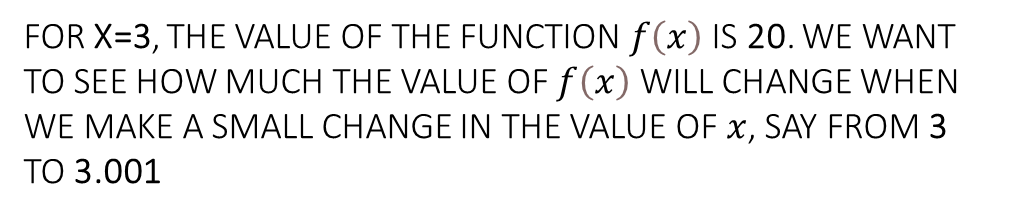 FOR X=3, THE VALUE OF THE FUNCTION f(x) IS 20. WE WANT
TO SEE HOW MUCH THE VALUE OF f(x) WILL CHANGE WHEN
WE MAKE A SMALL CHANGE IN THE VALUE OF x, SAY FROM 3
TO 3.001